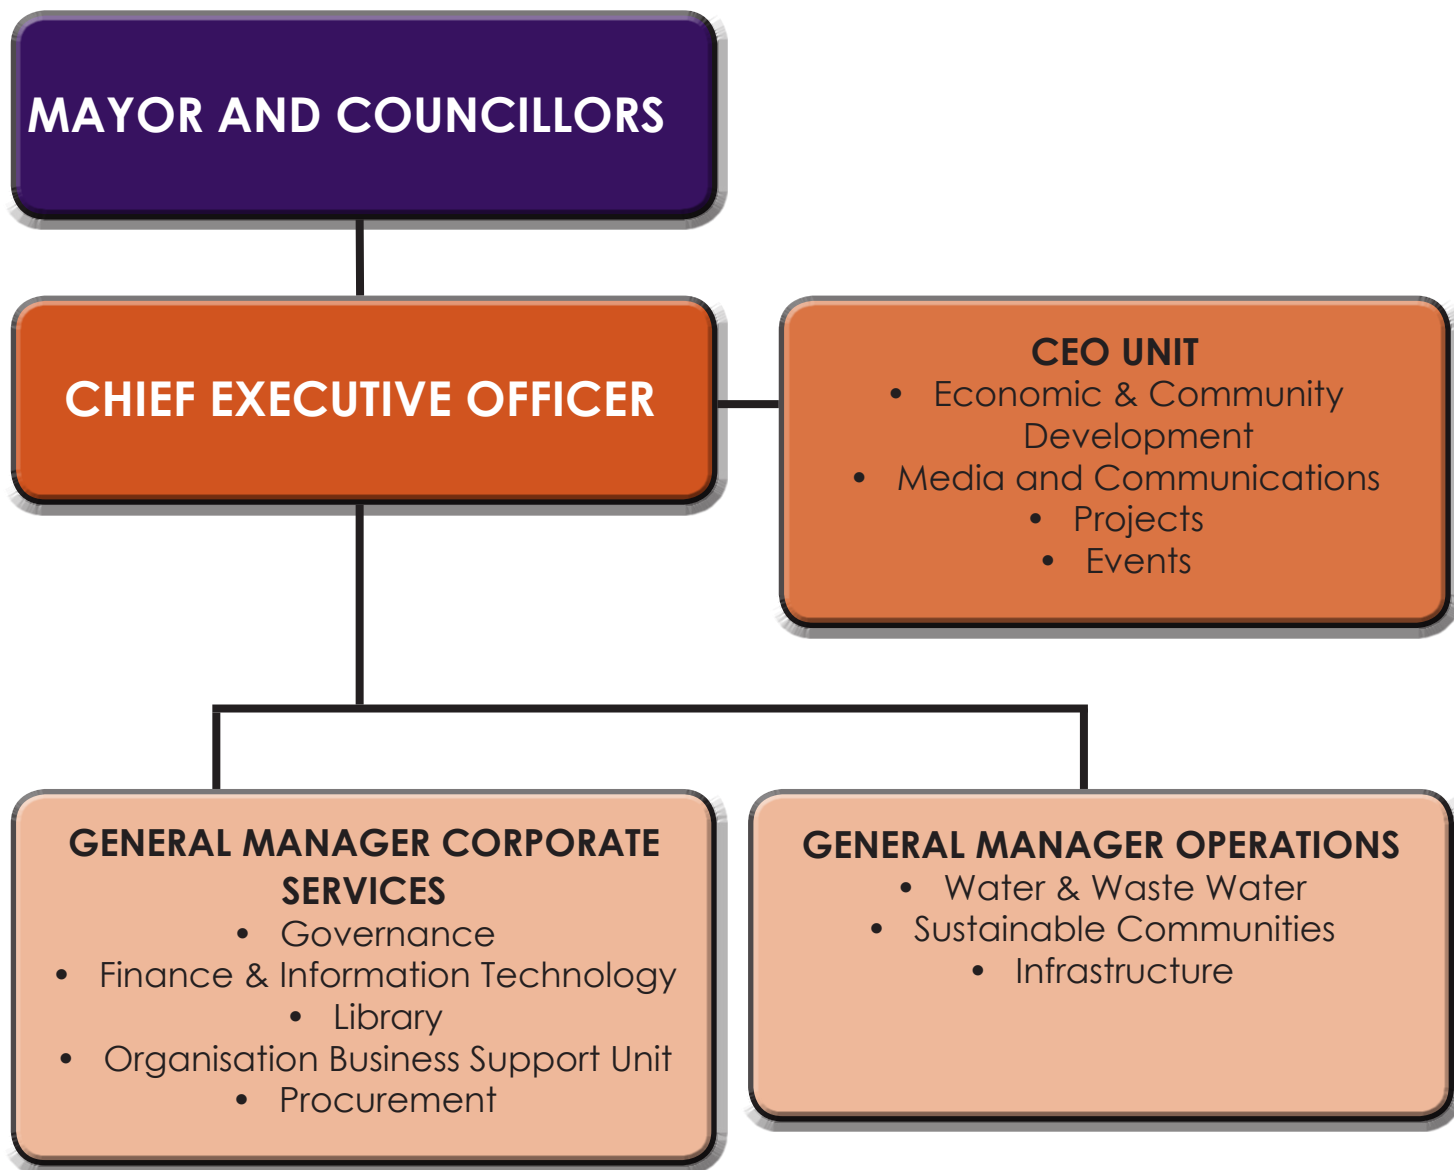 MAYOR AND COUNCILLORS
CHIEF EXECUTIVE OFFICER
CEO UNIT
• Economic & Community
Development
• Media and Communications
• Projects
• Events
GENERAL MANAGER CORPORATE
SERVICES
• Governance
• Finance & Information Technology
• Library
• Organisation Business Support Unit
• Procurement
GENERAL MANAGER OPERATIONS
• Water & Waste Water
• Sustainable Communities
• Infrastructure